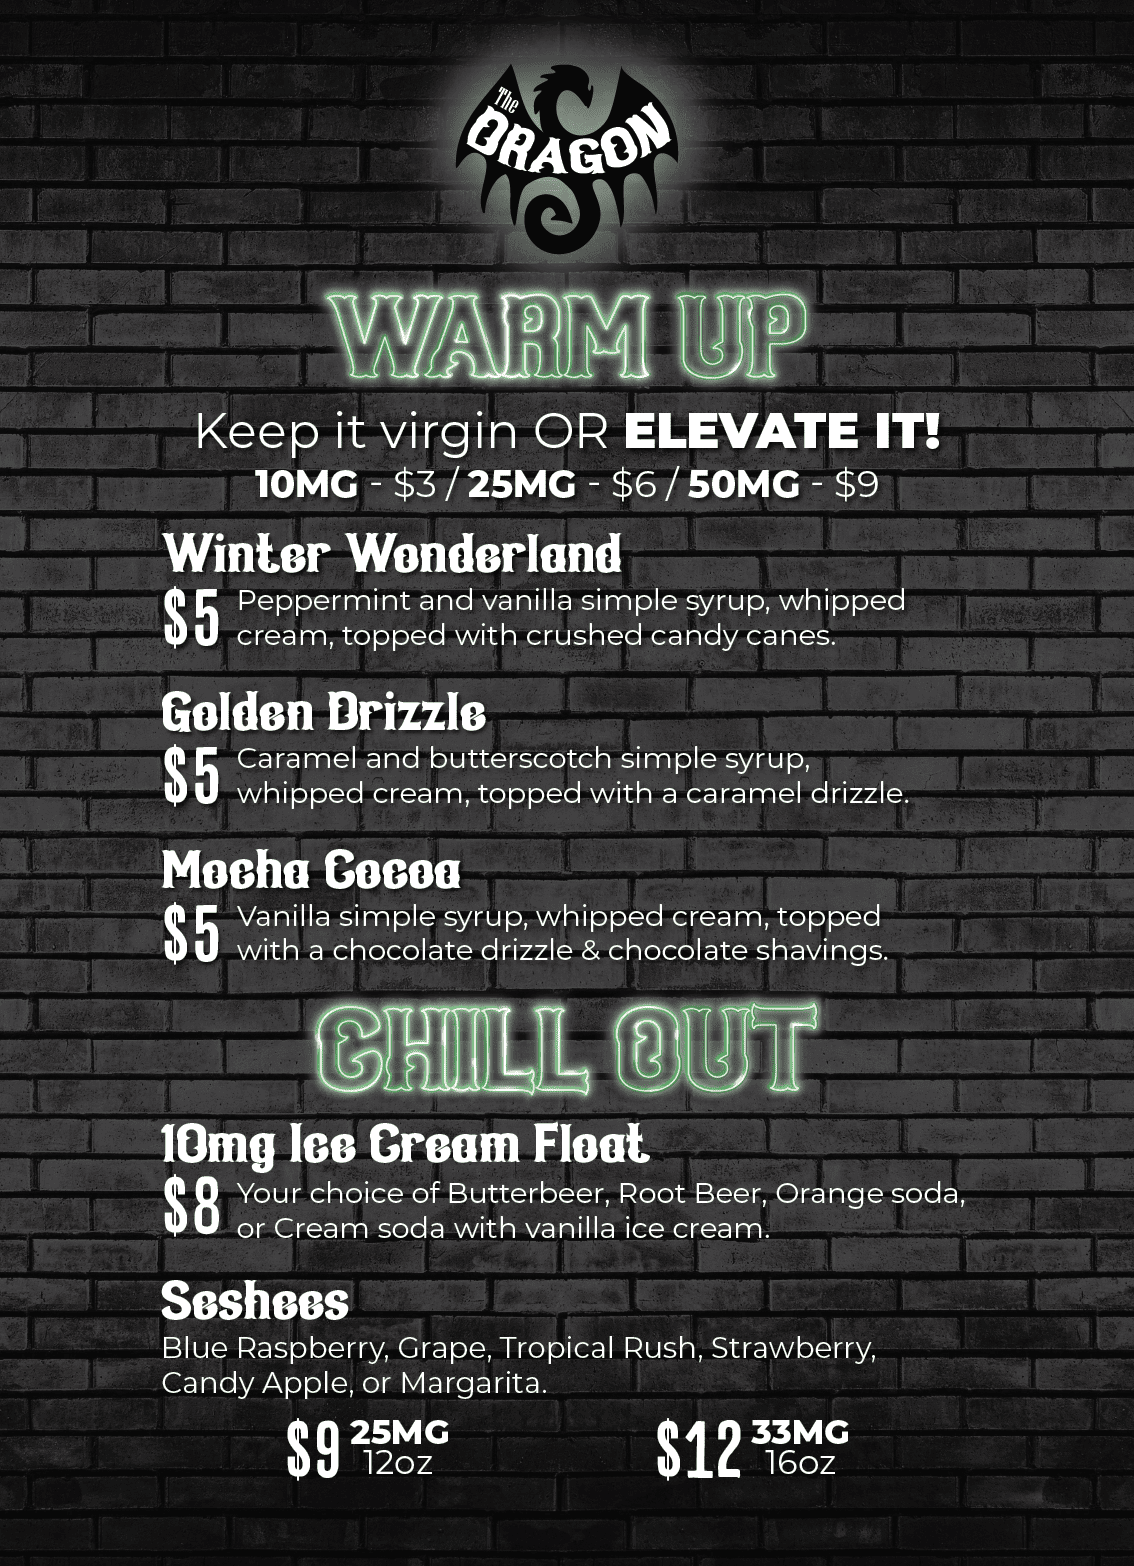 The
DRAGON
WARM UP
Keep it virgin OR ELEVATE IT!
10MG - $3 / 25MG - $6 / 50MG - $9
Winter Wonderland
$5 Peppermint and vanilla simple syrup, whipped
cream, topped with crushed candy canes.
Golden Drizzle
$5 Caramel and butterscotch simple syrup,
whipped cream, topped with a caramel drizzle.
Mocha Cocoa
$5 Vanilla simple syrup, whipped cream, topped
with a chocolate drizzle & chocolate shavings.
CHILL OUT
10mg Ice Cream Float
$8 Your choice of Butterbeer, Root Beer, Orange soda,
or Cream soda with vanilla ice cream.
Seshees
Blue Raspberry, Grape, Tropical Rush, Strawberry,
Candy Apple, or Margarita.
$9 25MG 12oz
$12 33MG 16oz